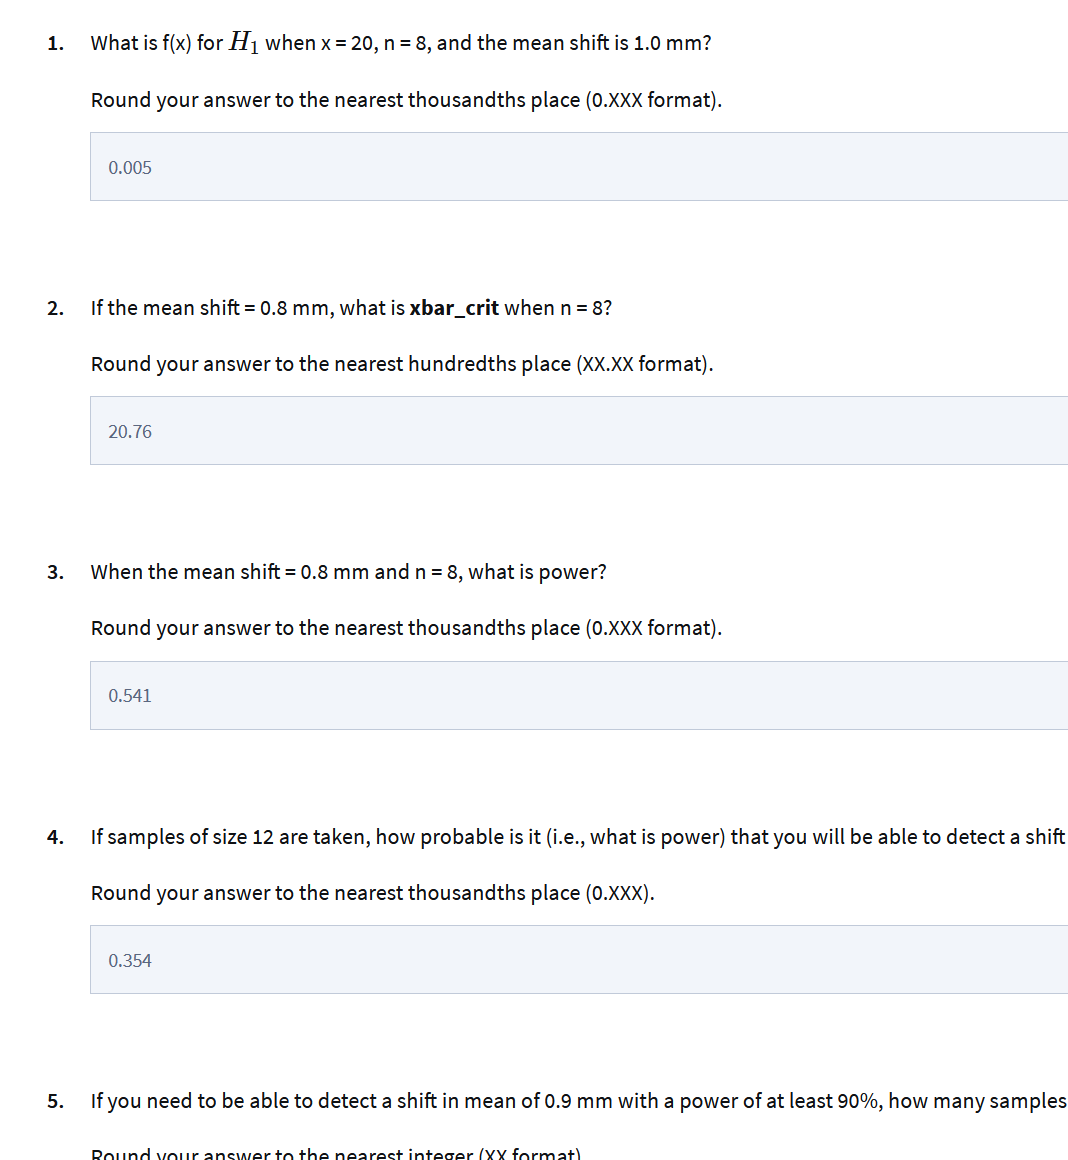 1. What is f(x) for H₁ when x = 20, n = 8, and the mean shift is 1.0 mm?
Round your answer to the nearest thousandths place (0.XXX format).
0.005
2. If the mean shift = 0.8 mm, what is xbar_crit when n = 8?
Round your answer to the nearest hundredths place (XX.XX format).
20.76
3. When the mean shift = 0.8 mm and n = 8, what is power?
Round your answer to the nearest thousandths place (0.XXX format).
0.541
4. If samples of size 12 are taken, how probable is it (i.e., what is power) that you will be able to detect a shift
Round your answer to the nearest thousandths place (0.XXX).
0.354
5. If you need to be able to detect a shift in mean of 0.9 mm with a power of at least 90%, how many samples
Round your answer to the nearest integer (XX format)